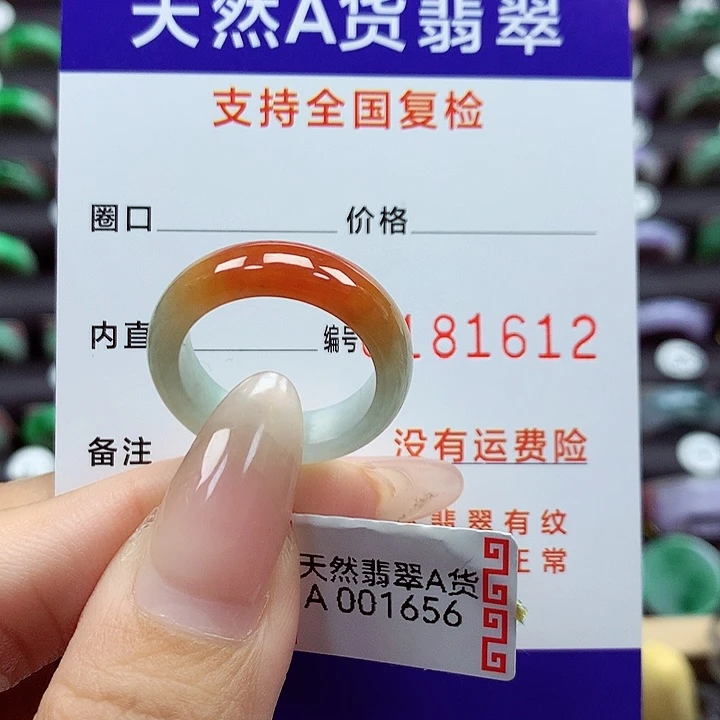 天然A货翡翠
支持全国复检
圈口 价格
内直 编号 181612
备注 没有运费险
翡翠有纹
正常
天然翡翠A货
A 001656